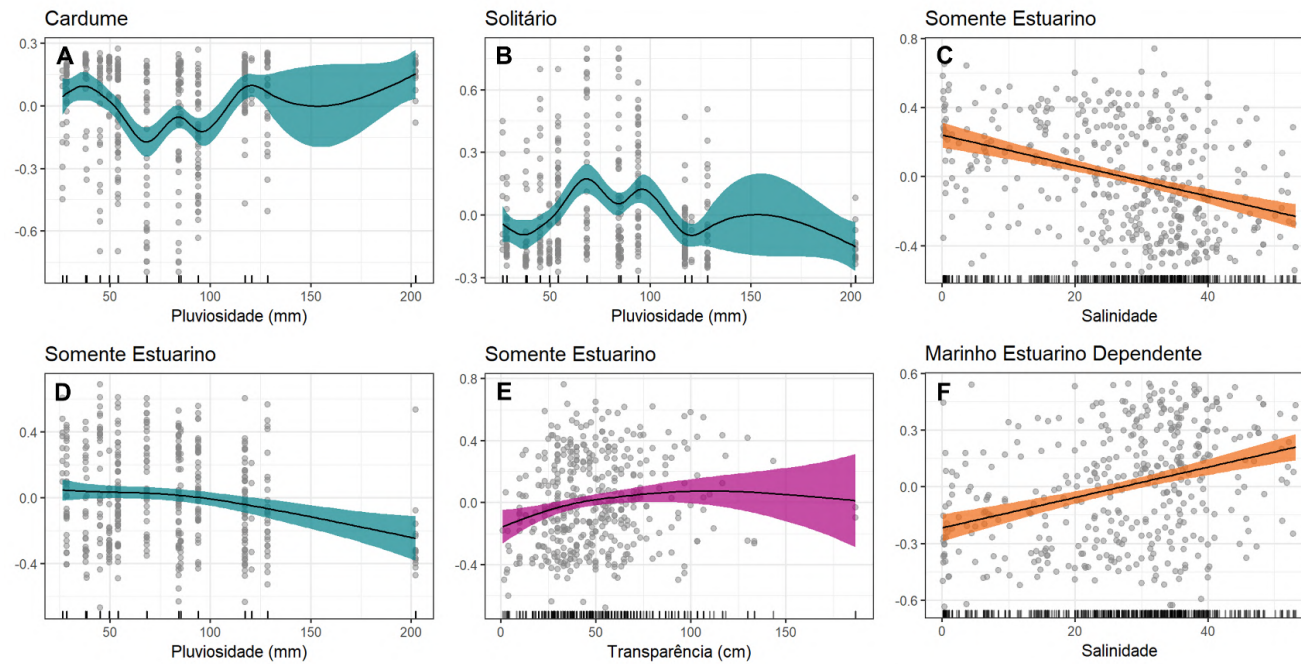 Cardume
Solitário
Somente Estuarino
A
B
C
0.3
0.0
-0.3
-0.6
0.6
0.3
0.0
-0.3
0.8
0.4
0.0
-0.4
50
100
150
200
50
100
150
200
0
20
40
Pluviosidade (mm)
Pluviosidade (mm)
Salinidade
Somente Estuarino
Somente Estuarino
Marinho Estuarino Dependente
D
E
F
0.4
0.0
-0.4
0.8
0.4
0.0
-0.4
0.6
0.3
0.0
-0.3
-0.6
50
100
150
200
0
50
100
150
0
20
40
Pluviosidade (mm)
Transparência (cm)
Salinidade